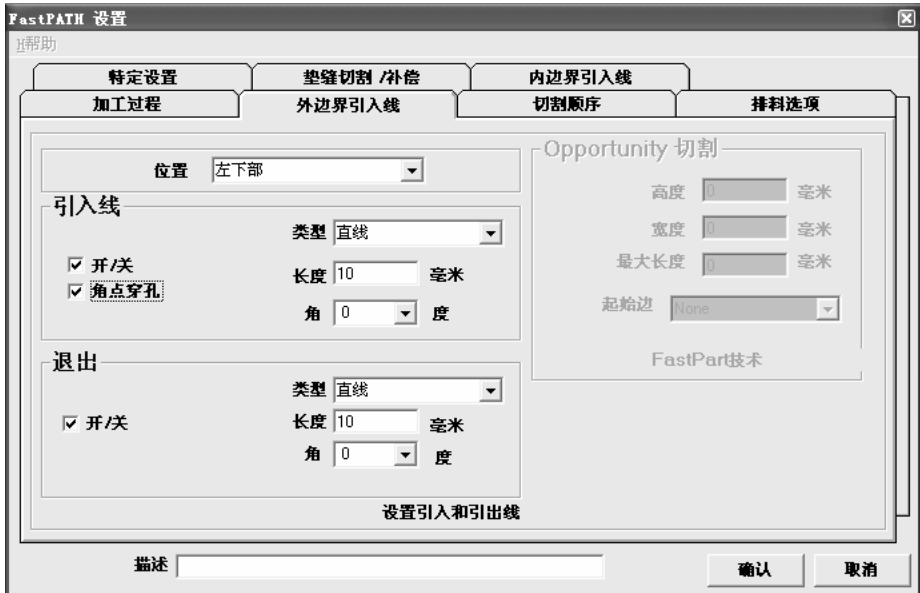 FastPATH 设置
H帮助
特定设置 垫缝切割 /补偿 内边界引入线
加工过程 外边界引入线 切割顺序 排料选项
位置 左下部
引入线
类型 直线
开/关
长度 10 毫米
角点穿孔
角 0 度
退出
类型 直线
开/关
长度 10 毫米
角 0 度
设置引入和引出线
Opportunity 切割
高度 0 毫米
宽度 0 毫米
最大长度 0 毫米
起始边 None
FastPart技术
描述
确认 取消